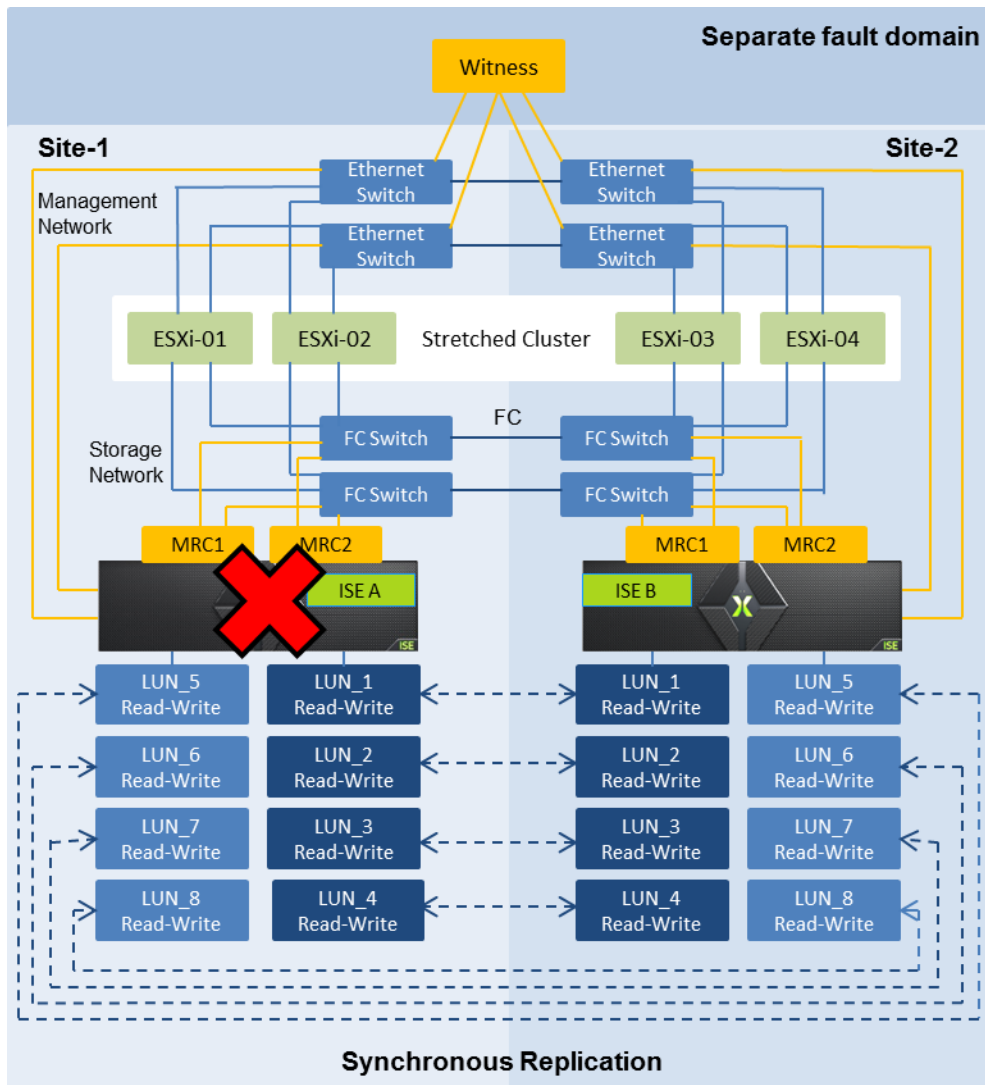 Separate fault domain
Witness
Site-1
Site-2
Ethernet
Switch
Ethernet
Switch
Management
Network
Ethernet
Switch
Ethernet
Switch
ESXi-01
ESXi-02
Stretched Cluster
ESXi-03
ESXi-04
FC
FC Switch
FC Switch
Storage
Network
FC Switch
FC Switch
MRC1
MRC2
MRC1
MRC2
ISE A
ISE B
ISE
ISE
LUN_5
Read-Write
LUN_1
Read-Write
LUN_1
Read-Write
LUN_5
Read-Write
LUN_6
Read-Write
LUN_2
Read-Write
LUN_2
Read-Write
LUN_6
Read-Write
LUN_7
Read-Write
LUN_3
Read-Write
LUN_3
Read-Write
LUN_7
Read-Write
LUN_8
Read-Write
LUN_4
Read-Write
LUN_4
Read-Write
LUN_8
Read-Write
Synchronous Replication